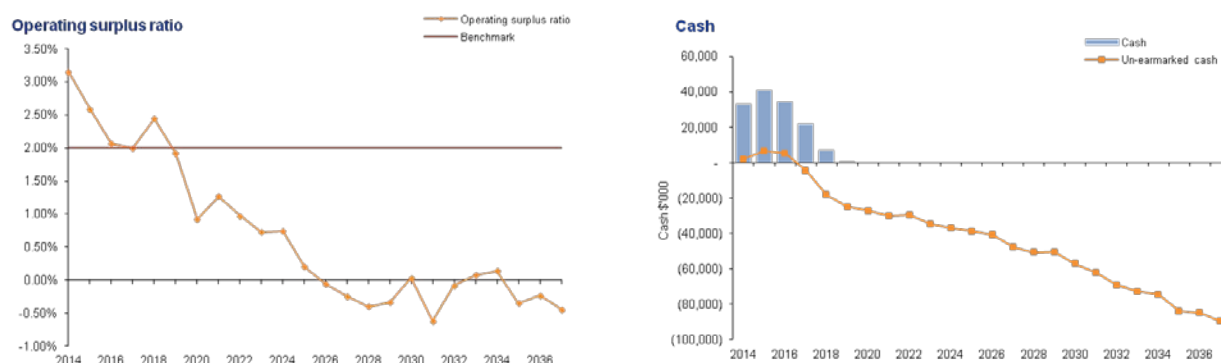 Operating surplus ratio
Operating surplus ratio
Benchmark
3.50%
3.00%
2.50%
2.00%
1.50%
1.00%
0.50%
0.00%
-0.50%
-1.00%
2014 2016 2018 2020 2022 2024 2026 2028 2030 2032 2034 2036
Cash
Cash
Un-earmarked cash
60,000
40,000
20,000
-
(20,000)
(40,000)
(60,000)
(80,000)
(100,000)
Cash $'000
2014 2016 2018 2020 2022 2024 2026 2028 2030 2032 2034 2036